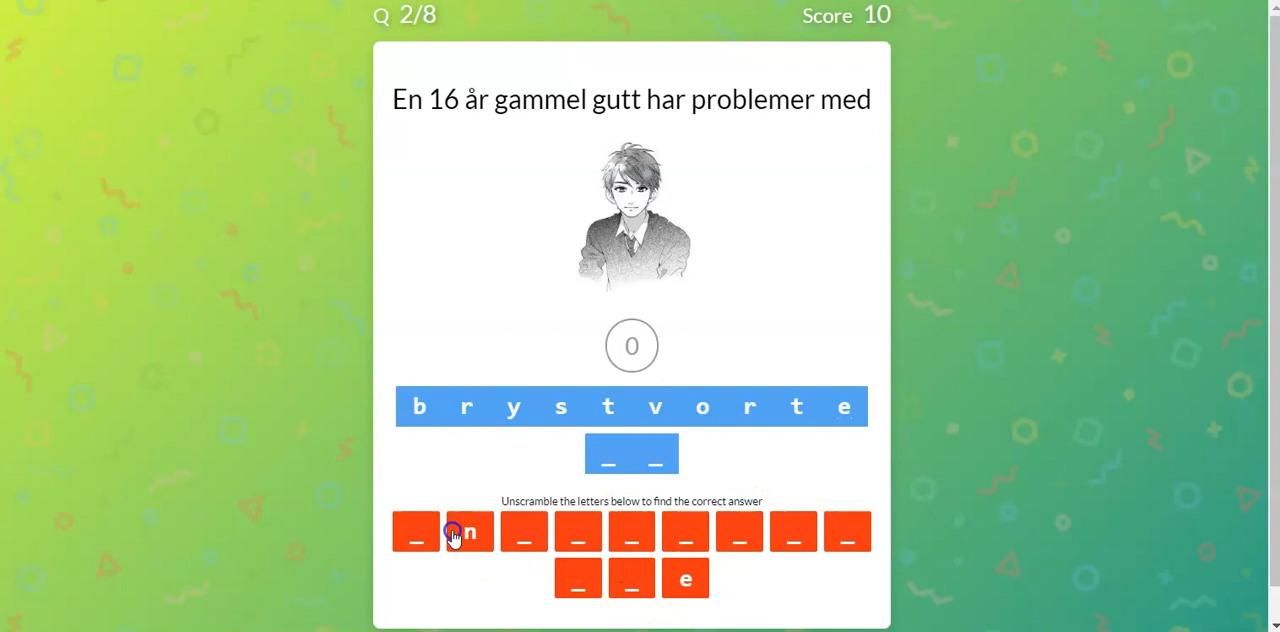 Q 2/8 Score 10
En 16 år gammel gutt har problemer med
0
b r y s t v o r t e
_ _
Unscramble the letters below to find the correct answer
_ n _ _ _ _ _ _ _
_ _ e